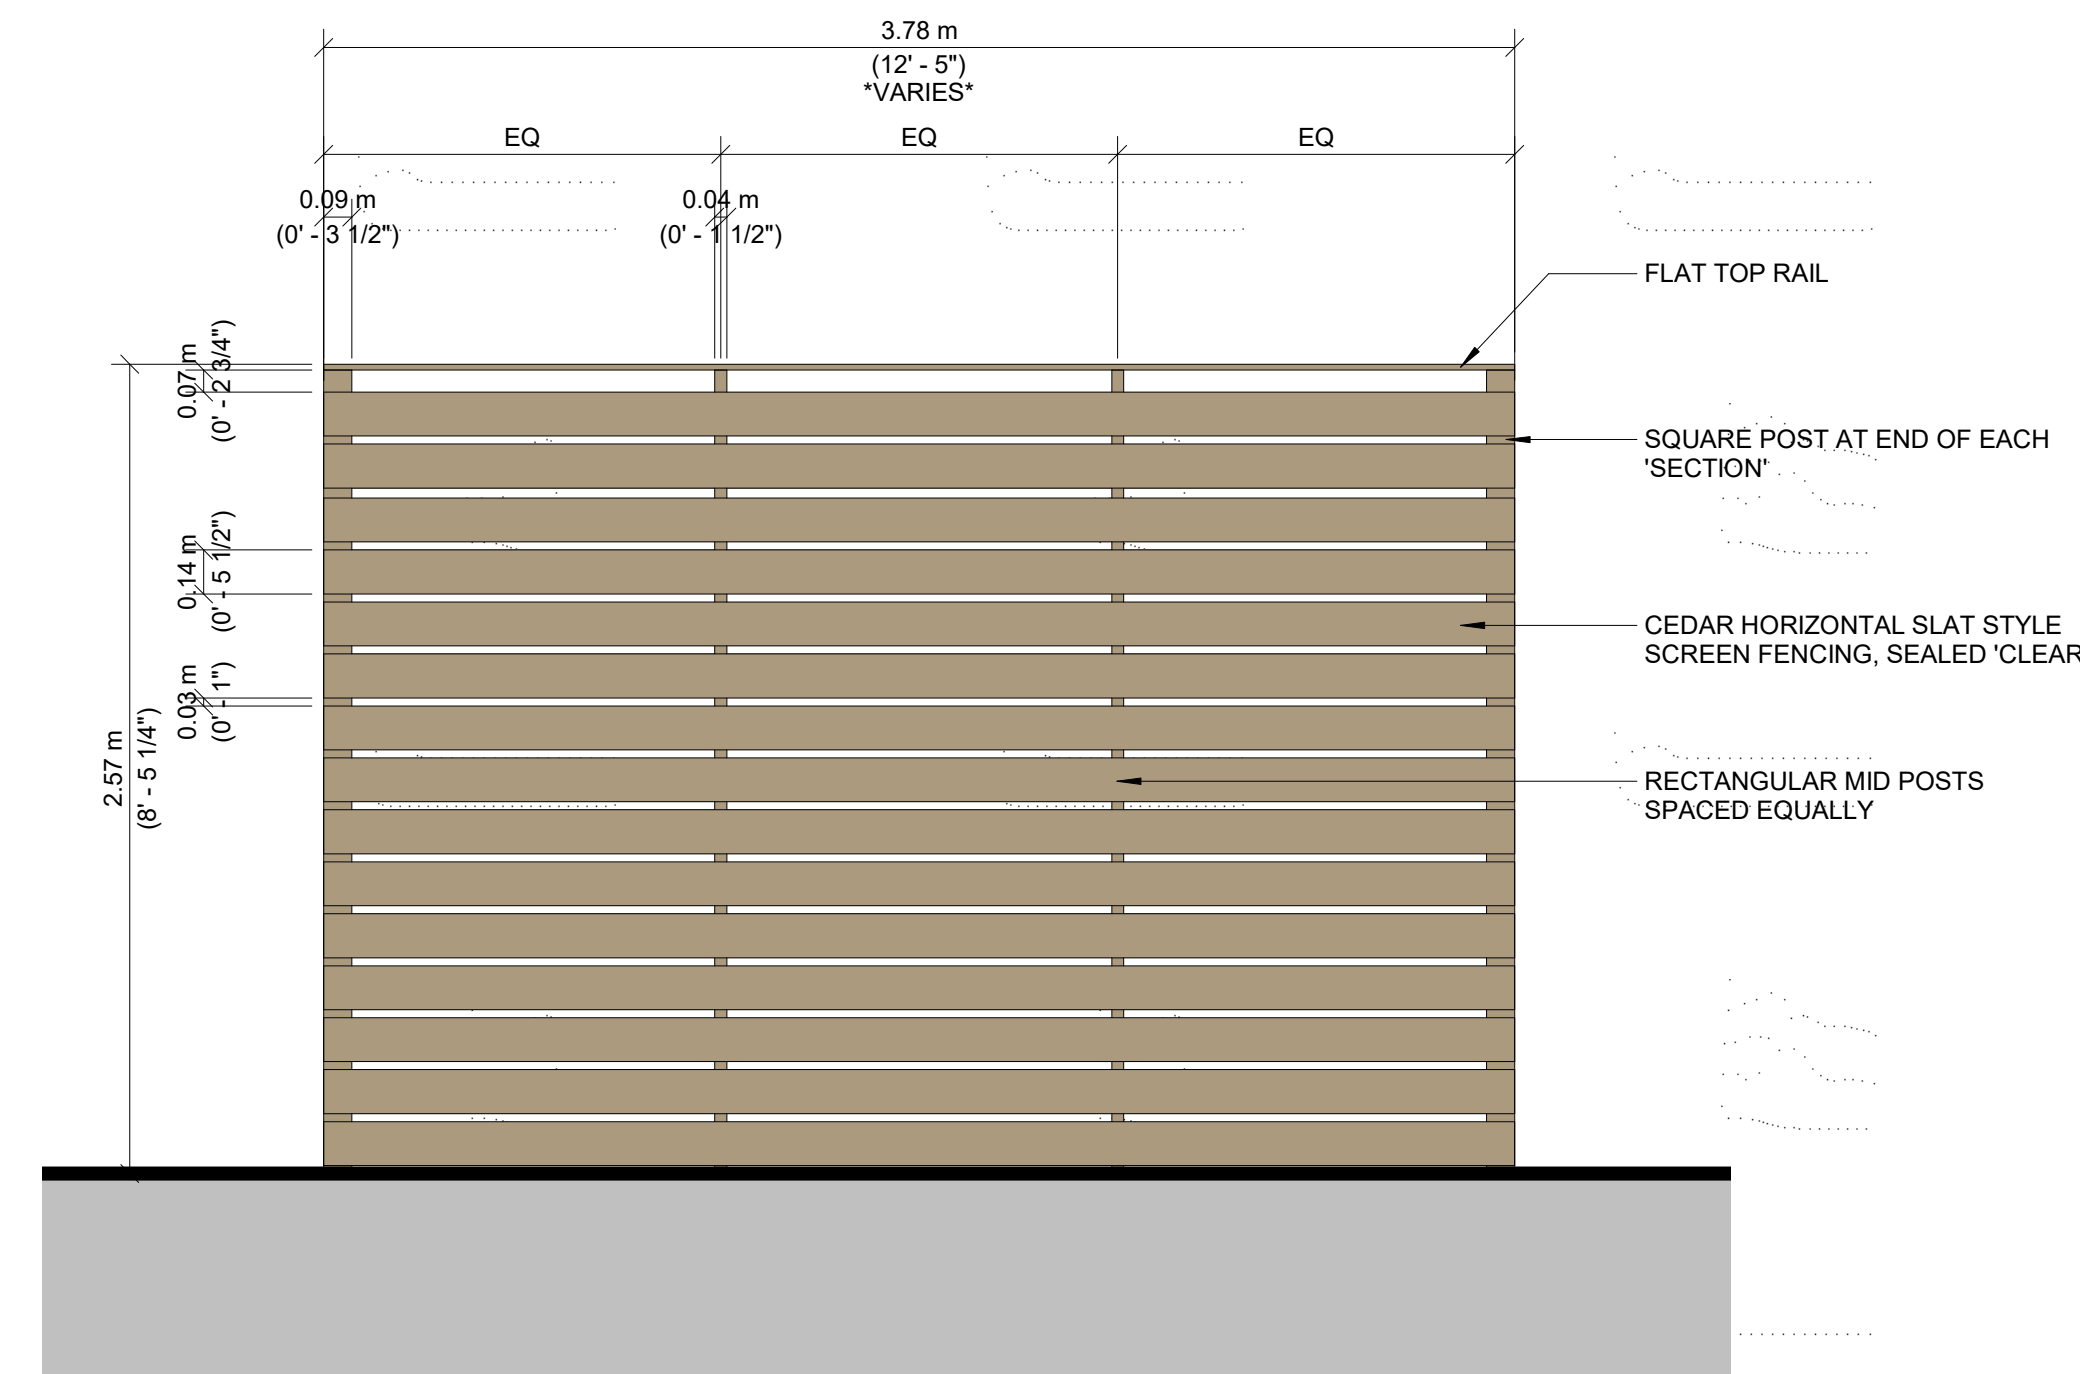 3.78 m
(12' - 5")
*VARIES*
EQ
EQ
EQ
0.09 m
(0' - 3 1/2")
0.04 m
(0' - 1 1/2")
FLAT TOP RAIL
0.07 m
(0' - 2 3/4")
SQUARE POST AT END OF EACH
'SECTION'
0.14 m
(0' - 5 1/2")
CEDAR HORIZONTAL SLAT STYLE
SCREEN FENCING, SEALED 'CLEAR
0.03 m
(0' - 1")
2.57 m
(8' - 5 1/4")
RECTANGULAR MID POSTS
SPACED EQUALLY